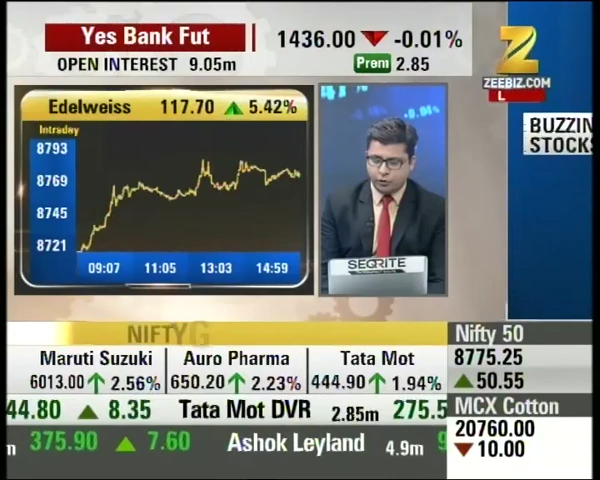 Yes Bank Fut
1436.00 -0.01%
OPEN INTEREST 9.05m
Prem 2.85
ZEEBIZ.COM
L
Edelweiss 117.70 5.42%
Intraday
8793
8769
8745
8721
09:07 11:05 13:03 14:59
SEQRITE
BUZZIN
STOCKS
NIFTY
Maruti Suzuki
6013.00 2.56%
Auro Pharma
650.20 2.23%
Tata Mot
444.90 1.94%
Nifty 50
8775.25
50.55
MCX Cotton
20760.00
10.00
44.80 8.35 Tata Mot DVR 2.85m 275.5
m 375.90 7.60 Ashok Leyland 4.9m 9